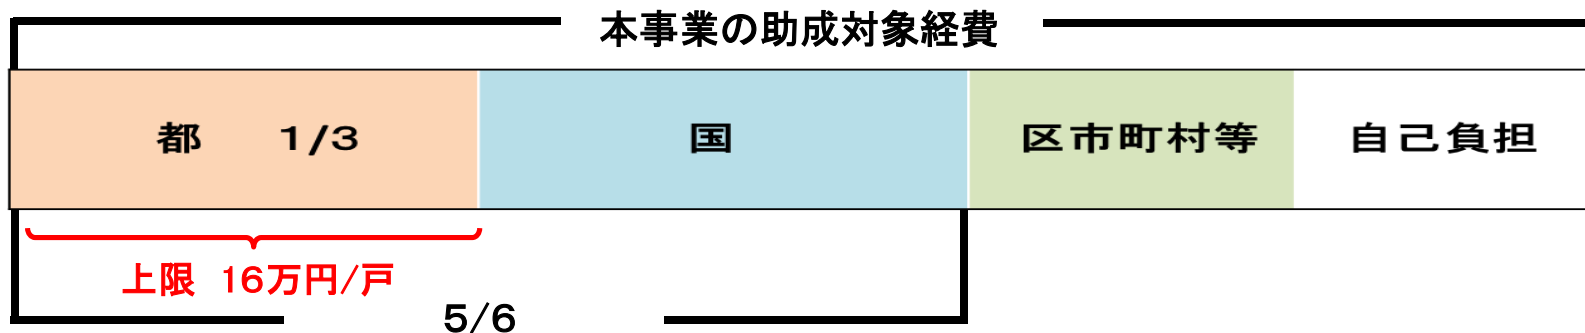 本事業の助成対象経費
都 1/3
国
区市町村等
自己負担
上限 16万円/戸
5/6